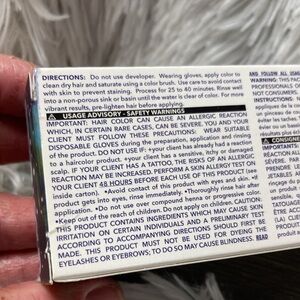 DIRECTIONS: Do not use developer. Wearing gloves, apply color to
clean dry hair and saturate using a color brush. Use care to avoid contact
with skin to prevent staining. Process for 25 to 40 minutes. Rinse well
into a non-porous sink or basin until the water is clear of color. For more
vibrant results, pre-lighten hair before applying.
USAGE ADVISORY - SAFETY WARNINGS
IMPORTANT: HAIR COLOR CAN CAUSE AN ALLERGIC REACTION
WHICH, IN CERTAIN RARE CASES, CAN BE SEVERE. YOU AND YOUR
CLIENT MUST FOLLOW THESE PRECAUTIONS: WEAR SUITABLE
DISPOSABLE GLOVES during the preparation, application and rinsing
of the product. DO NOT USE IF: •your client has already had a reaction
to a haircolor product. •your client has a sensitive, itchy or damaged
scalp. IF YOUR CLIENT HAS A TATTOO, THE RISKS OF AN ALLERGIC
REACTION MAY BE INCREASED. PERFORM A SKIN ALLERGY TEST ON
YOUR CLIENT 48 HOURS BEFORE EACH USE OF THIS PRODUCT (see
inside carton). •Avoid contact of this product with eyes and skin. If
product gets into eyes, rinse immediately. •Thoroughly rinse hair after
application. •Do not use over compound henna or progressive color.
•Keep out of the reach of children. Do not apply on children. CAUTION:
THIS PRODUCT CONTAINS INGREDIENTS WHICH MAY CAUSE SKIN
IRRITATION ON CERTAIN INDIVIDUALS AND A PRELIMINARY TEST
ACCORDING TO ACCOMPANYING DIRECTIONS SHOULD FIRST BE
MADE. THIS PRODUCT MUST NOT BE USED FOR DYEING THE
EYELASHES OR EYEBROWS; TO DO SO MAY CAUSE BLINDNESS. READ
AND FOLLOW ALL USAGE
WARNING: THIS